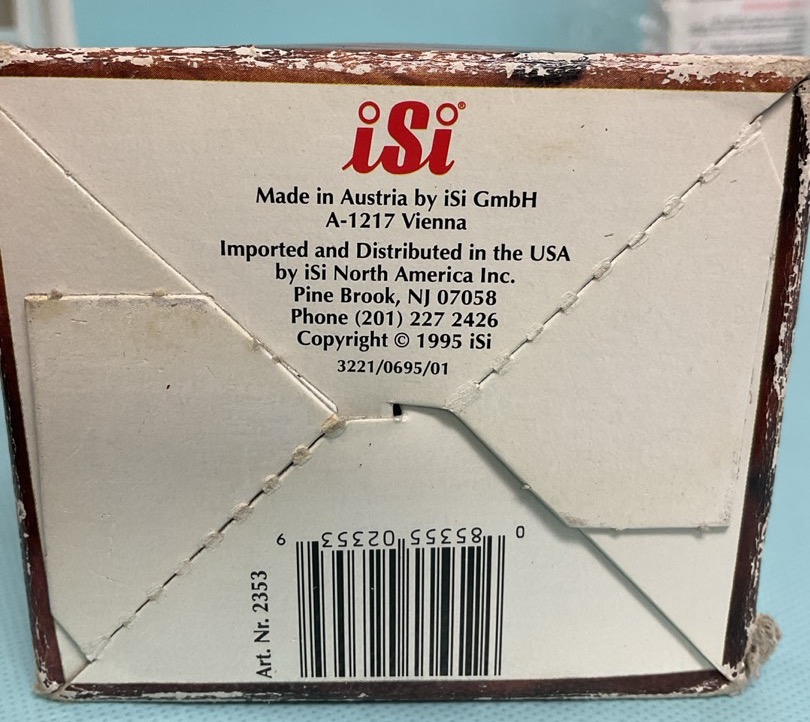 iSi®
Made in Austria by iSi GmbH
A-1217 Vienna
Imported and Distributed in the USA
by iSi North America Inc.
Pine Brook, NJ 07058
Phone (201) 227 2426
Copyright © 1995 iSi
3221/0695/01
Art. Nr. 2353
0 85355 02353 9